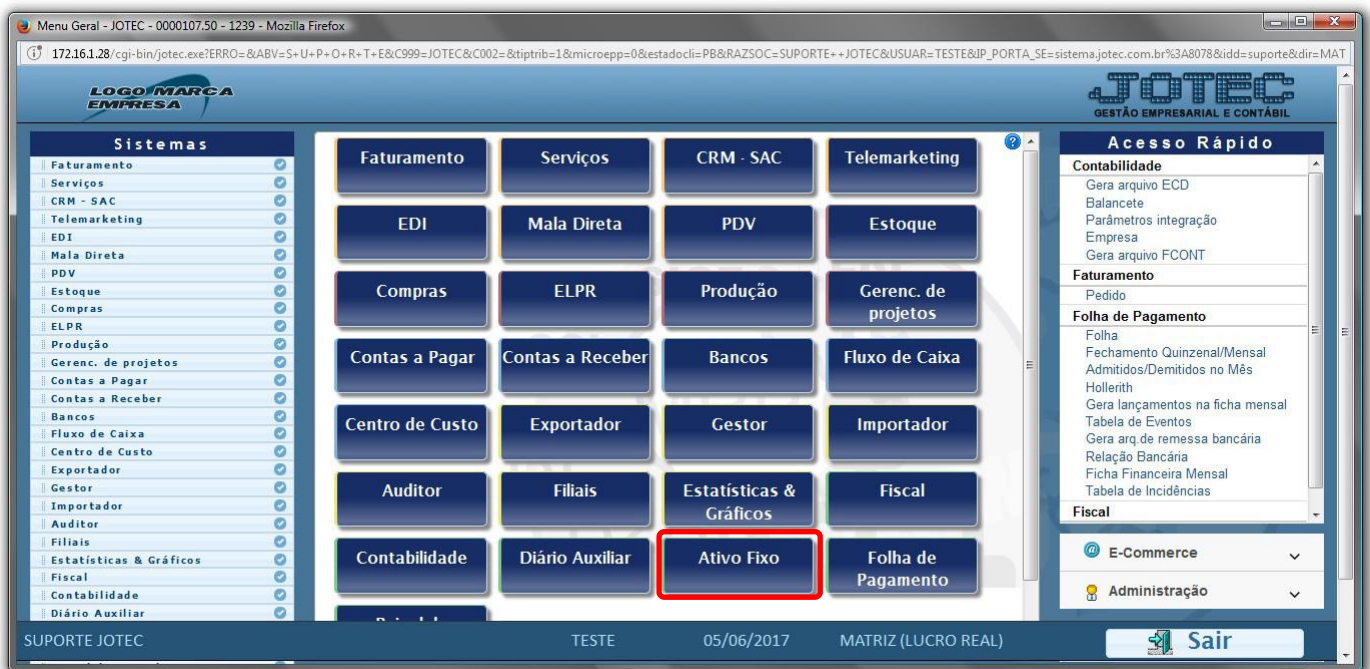 Menu Geral - JOTEC - 0000107.50 - 1239 - Mozilla Firefox
172.16.1.28/cgi-bin/jotec.exe?ERRO=&ABV=S+U+P+O+R+T+E&C999=JOTEC&C002=&tiptrib=1&microepp=0&estadocli=PB&RAZSOC=SUPORTE++JOTEC&USUAR=TESTE&IP_PORTA_SE=sistema.jotec.com.br%3A8078&idd=suporte&dir=MAT
LOGO MARCA
EMPRESA
JOTEC
GESTÃO EMPRESARIAL E CONTÁBIL
Sistemas
Faturamento
Serviços
CRM - SAC
Telemarketing
EDI
Mala Direta
PDV
Estoque
Compras
ELPR
Produção
Gerenc. de projetos
Contas a Pagar
Contas a Receber
Bancos
Fluxo de Caixa
Centro de Custo
Exportador
Gestor
Importador
Auditor
Filiais
Estatísticas & Gráficos
Fiscal
Contabilidade
Diário Auxiliar
Faturamento
Serviços
CRM - SAC
Telemarketing
EDI
Mala Direta
PDV
Estoque
Compras
ELPR
Produção
Gerenc. de
projetos
Contas a Pagar
Contas a Receber
Bancos
Fluxo de Caixa
Centro de Custo
Exportador
Gestor
Importador
Auditor
Filiais
Estatísticas &
Gráficos
Fiscal
Contabilidade
Diário Auxiliar
Ativo Fixo
Folha de
Pagamento
Acesso Rápido
Contabilidade
Gera arquivo ECD
Balancete
Parâmetros integração
Empresa
Gera arquivo FCONT
Faturamento
Pedido
Folha de Pagamento
Folha
Fechamento Quinzenal/Mensal
Admitidos/Demitidos no Mês
Hollerith
Gera lançamentos na ficha mensal
Tabela de Eventos
Gera arq.de remessa bancária
Relação Bancária
Ficha Financeira Mensal
Tabela de Incidências
Fiscal
E-Commerce
Administração
SUPORTE JOTEC
TESTE
05/06/2017
MATRIZ (LUCRO REAL)
Sair